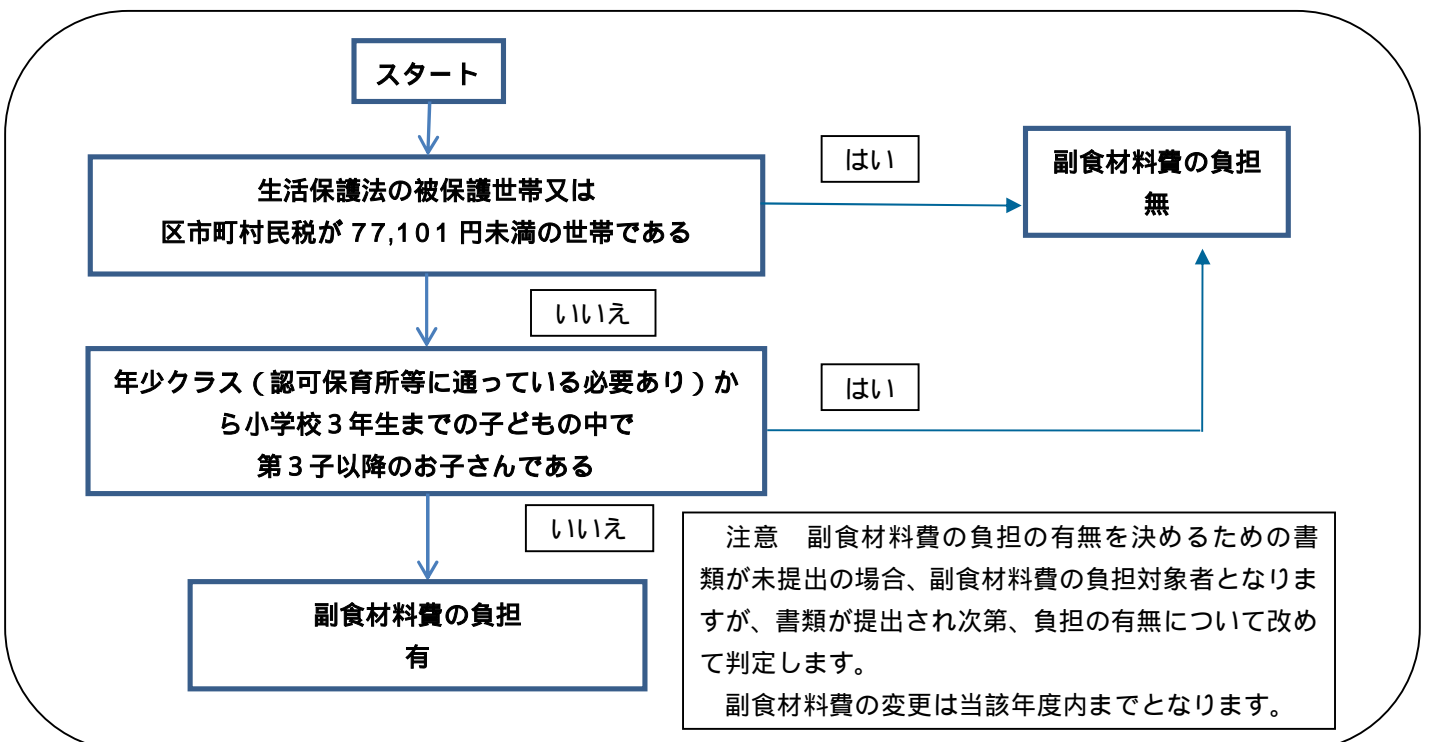 スタート
生活保護法の被保護世帯又は
区市町村民税が 77,101 円未満の世帯である
はい
副食材料費の負担
無
いいえ
年少クラス（認可保育所等に通っている必要あり）か
ら小学校３年生までの子どもの中で
第３子以降のお子さんである
はい
いいえ
副食材料費の負担
有
注意　副食材料費の負担の有無を決めるための書
類が未提出の場合、副食材料費の負担対象者となりま
すが、書類が提出され次第、負担の有無について改め
て判定します。
副食材料費の変更は当該年度内までとなります。